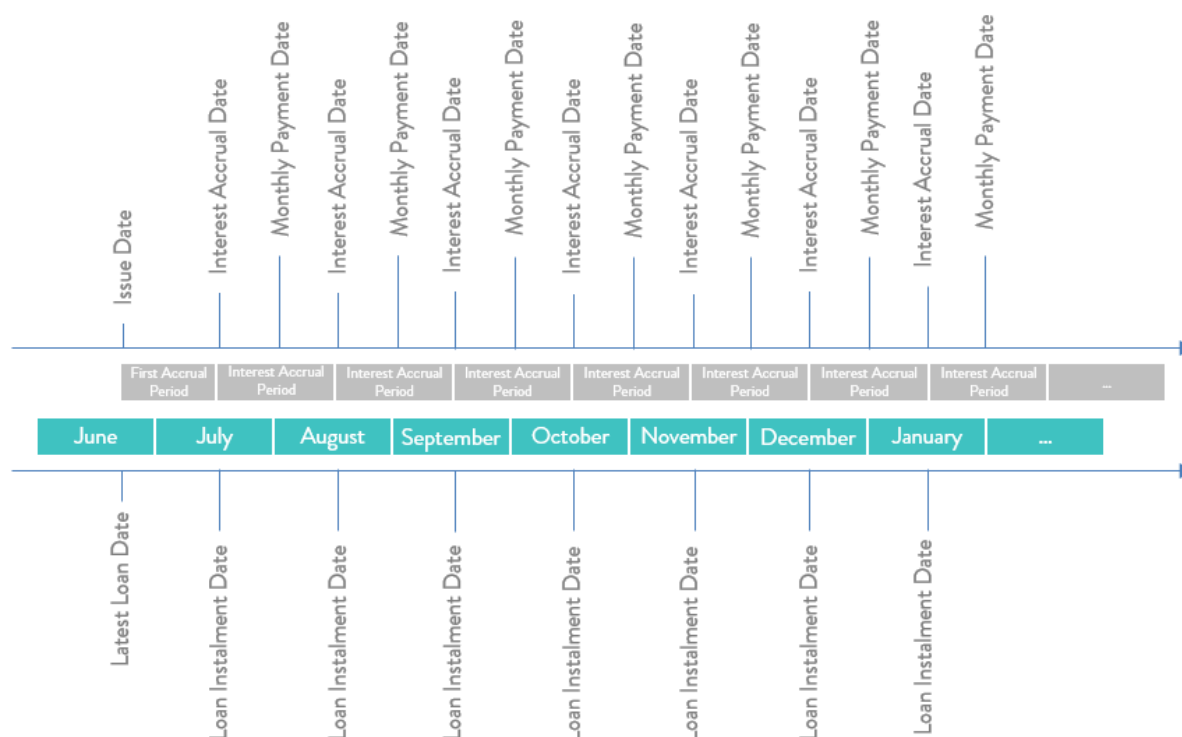 Issue Date
Interest Accrual Date
Monthly Payment Date
Interest Accrual Date
Monthly Payment Date
Interest Accrual Date
Monthly Payment Date
Interest Accrual Date
Monthly Payment Date
Interest Accrual Date
Monthly Payment Date
Interest Accrual Date
Monthly Payment Date
Interest Accrual Date
Monthly Payment Date
First Accrual
Period
Interest Accrual
Period
Interest Accrual
Period
Interest Accrual
Period
Interest Accrual
Period
Interest Accrual
Period
Interest Accrual
Period
Interest Accrual
Period
...
June
July
August
September
October
November
December
January
...
Latest Loan Date
Loan Instalment Date
Loan Instalment Date
Loan Instalment Date
Loan Instalment Date
Loan Instalment Date
Loan Instalment Date
Loan Instalment Date